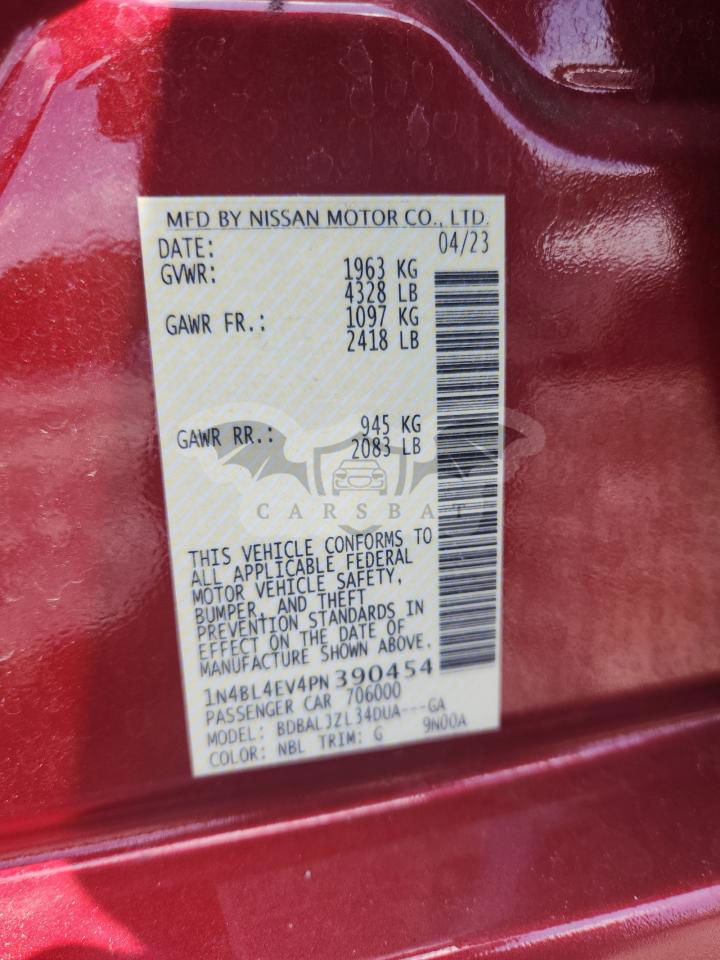 MFD BY NISSAN MOTOR CO., LTD.
DATE: 04/23
GVWR: 1963 KG
4328 LB
GAWR FR.: 1097 KG
2418 LB
GAWR RR.: 945 KG
2083 LB
CARSBAT
THIS VEHICLE CONFORMS TO
ALL APPLICABLE FEDERAL
MOTOR VEHICLE SAFETY,
BUMPER, AND THEFT
PREVENTION STANDARDS IN
EFFECT ON THE DATE OF
MANUFACTURE SHOWN ABOVE.
1N4BL4EV4PN390454
PASSENGER CAR 706000
MODEL: BDBALJZL34DUA---GA
COLOR: NBL TRIM: G 9N00A